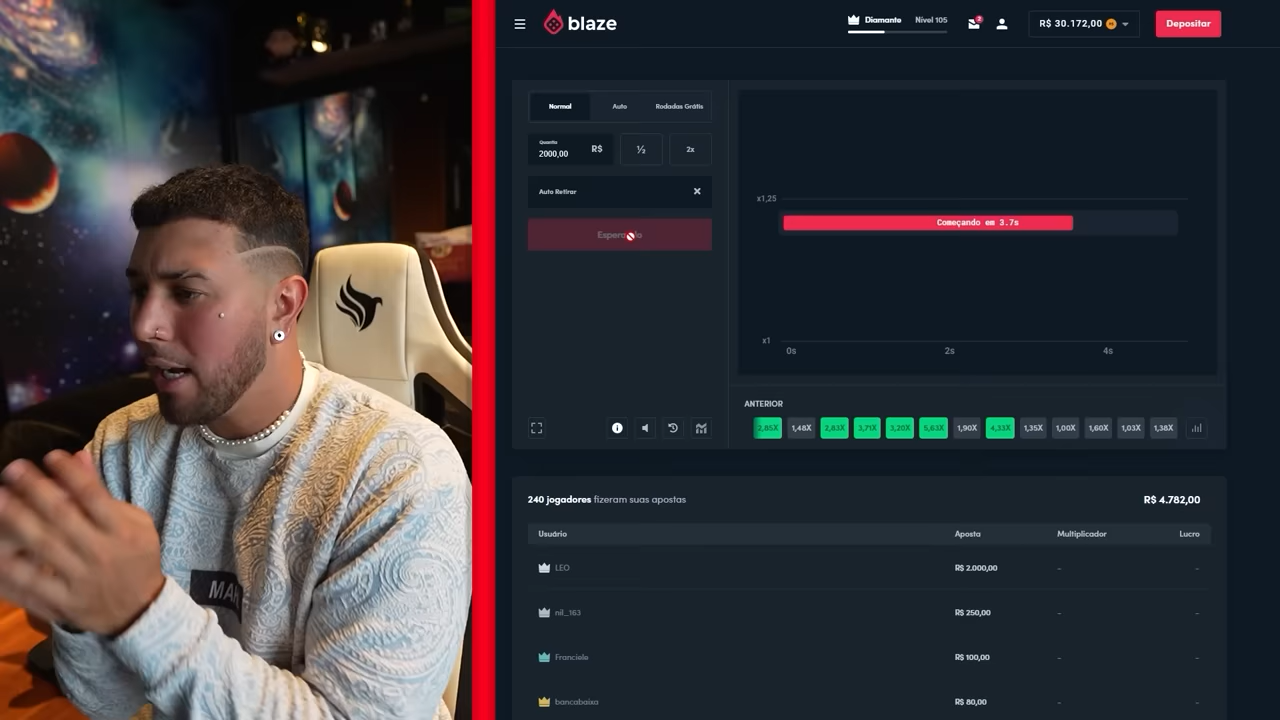 blaze
Diamante Nível 105
2
R$ 30.172,00
Depositar
Normal Auto Rodadas Grátis
Quantia
2000,00 R$ ½ 2x
Auto Retirar
x1,25
Começando em 3.7s
x1
0s 2s 4s
ANTERIOR
2,85X 1,48X 2,83X 3,71X 3,20X 5,63X 1,90X 4,33X 1,35X 1,00X 1,60X 1,03X 1,38X
240 jogadores fizeram suas apostas R$ 4.782,00
Usuário Aposta Multiplicador Lucro
LEO R$ 2.000,00 - -
nil_163 R$ 250,00 - -
Franciele R$ 100,00 - -
bancabaixa R$ 80,00 - -
MAR